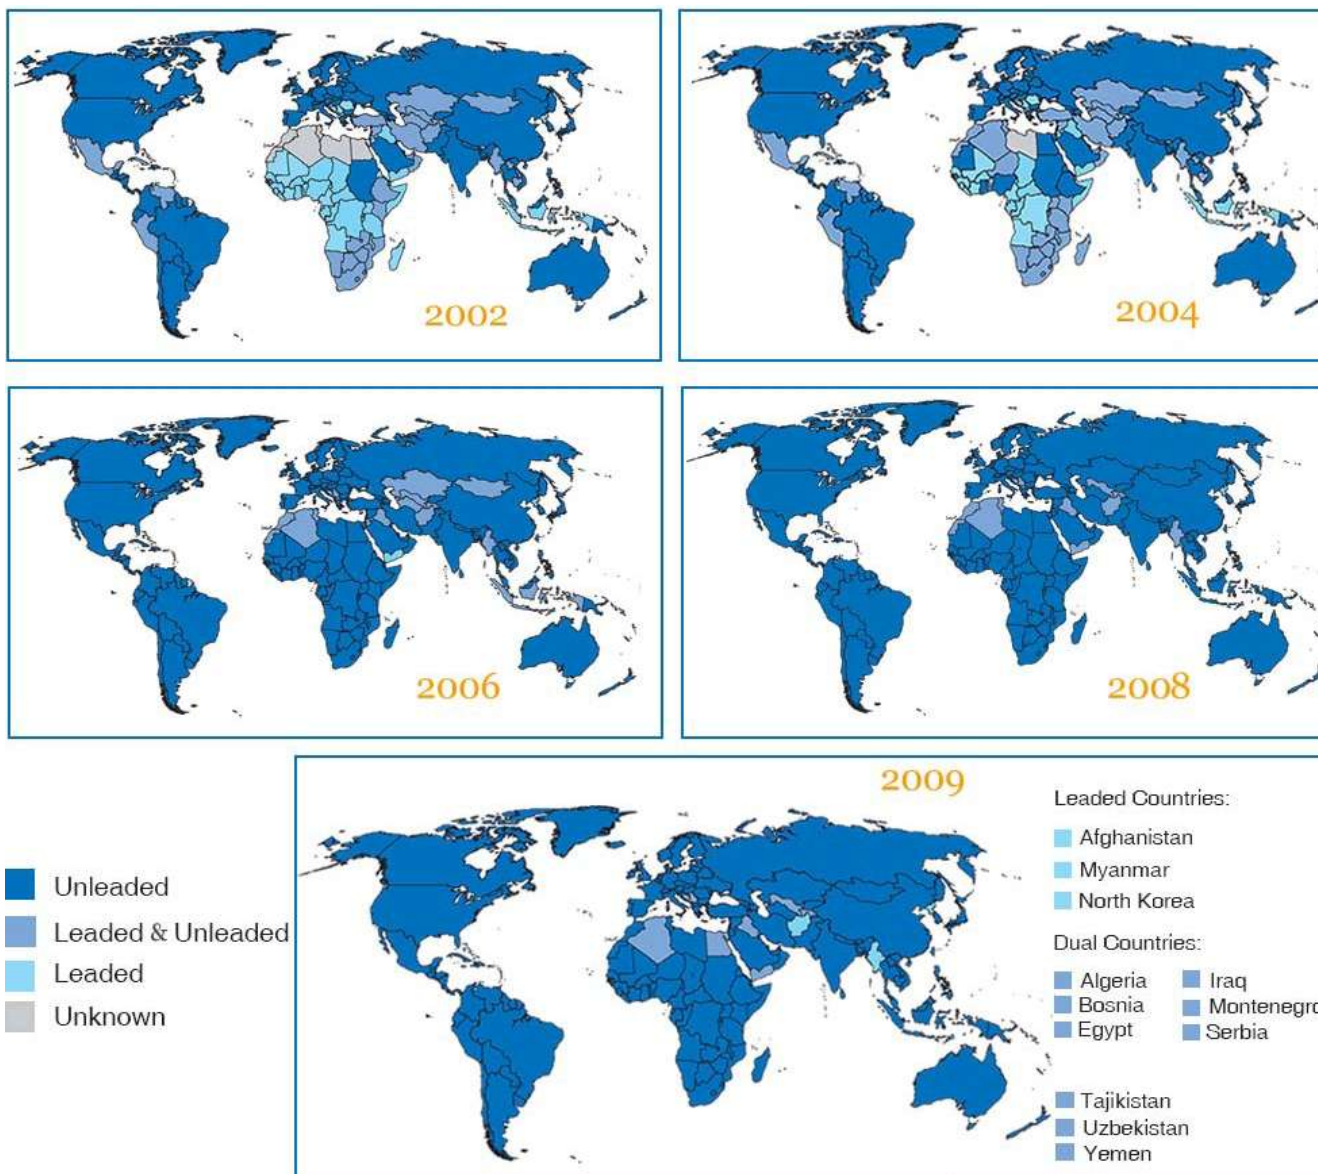 2002
2004
2006
2008
2009
Unleaded
Leaded & Unleaded
Leaded
Unknown
Leaded Countries:
Afghanistan
Myanmar
North Korea
Dual Countries:
Algeria
Bosnia
Egypt
Iraq
Montenegro
Serbia
Tajikistan
Uzbekistan
Yemen